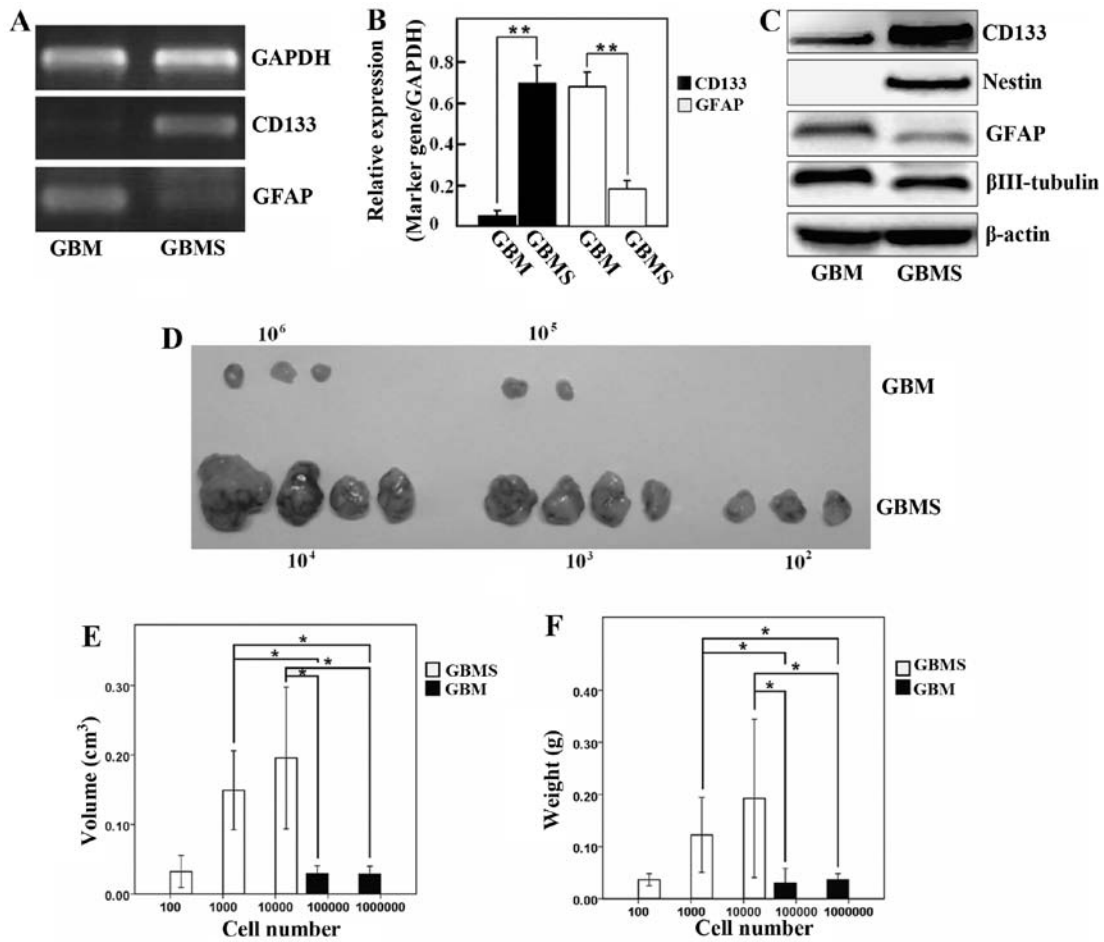 A
GAPDH
CD133
GFAP
GBM GBMS
B
** **
0.8
0.6
0.4
0.2
0
Relative expression
(Marker gene/GAPDH)
CD133
GFAP
GBM GBMS GBM GBMS
C
CD133
Nestin
GFAP
βIII-tubulin
β-actin
GBM GBMS
D
10⁶ 10⁵
GBM
GBMS
10⁴ 10³ 10²
E
*
* *
*
0.30
0.20
0.10
0.00
Volume (cm³)
100 1000 10000 100000 1000000
Cell number
GBMS
GBM
F
*
*
*
*
0.40
0.30
0.20
0.10
0.00
Weight (g)
100 1000 10000 100000 1000000
Cell number
GBMS
GBM